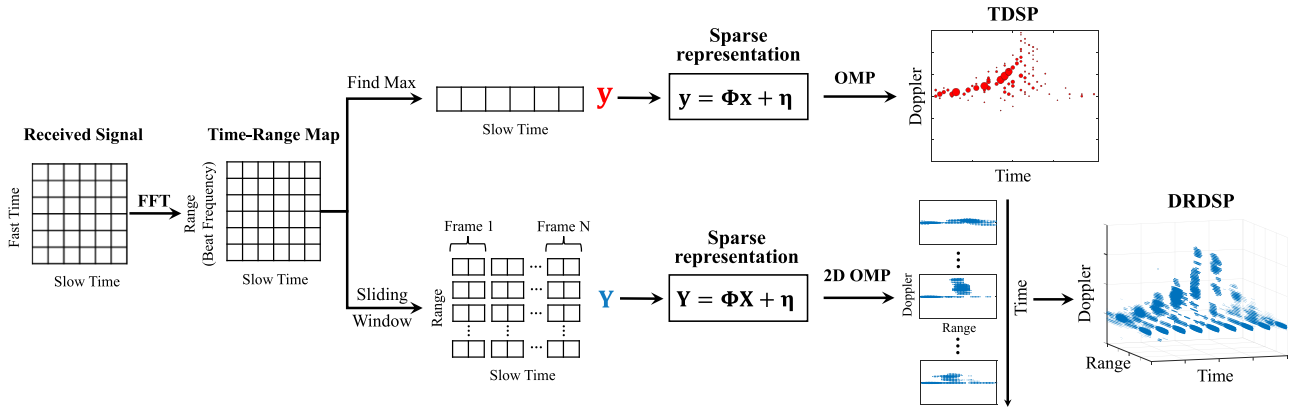 Received Signal
Fast Time
Slow Time
FFT
Time-Range Map
Range
(Beat Frequency)
Slow Time
Find Max
Slow Time
y
Sparse
representation
y = Φx + η
OMP
TDSP
Doppler
Time
Sliding
Window
Frame 1
Frame N
...
...
Range
Slow Time
Y
Sparse
representation
Y = ΦX + η
2D OMP
Doppler
Range
Time
DRDSP
Doppler
Range
Time